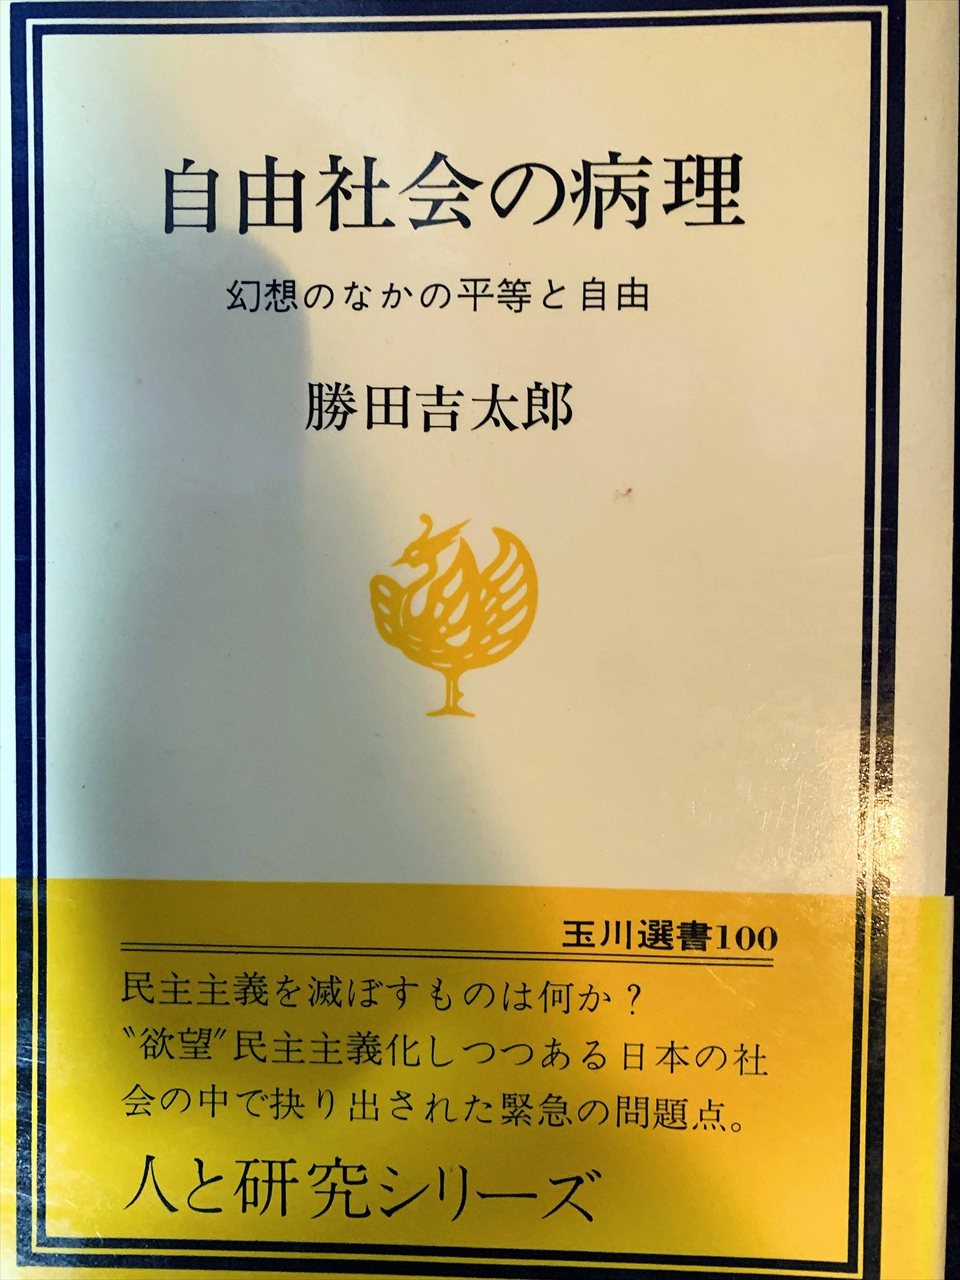 自由社会の病理
幻想のなかの平等と自由
勝田吉太郎
玉川選書100
民主主義を滅ぼすものは何か？
〝欲望〟民主主義化しつつある日本の社
会の中で抉り出された緊急の問題点。
人と研究シリーズ